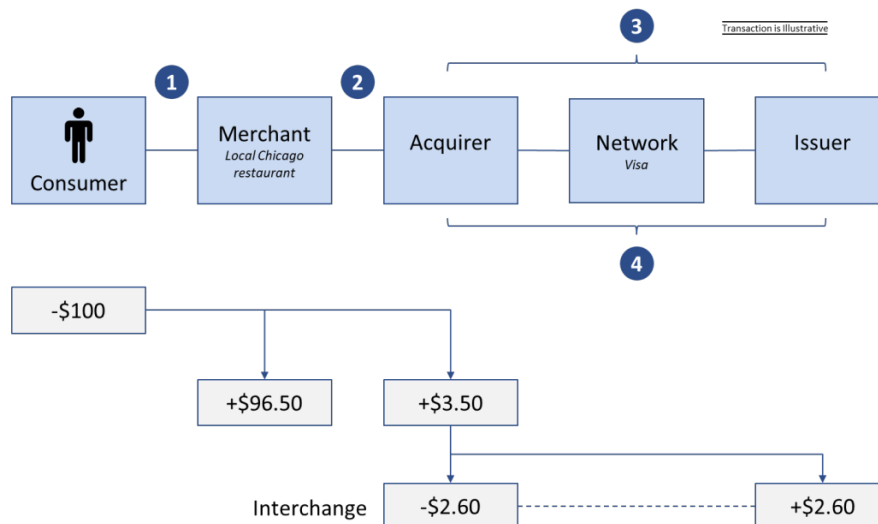 3
Transaction is Illustrative
1
2
Consumer
Merchant
Local Chicago
restaurant
Acquirer
Network
Visa
Issuer
4
-$100
+$96.50
+$3.50
Interchange
-$2.60
+$2.60